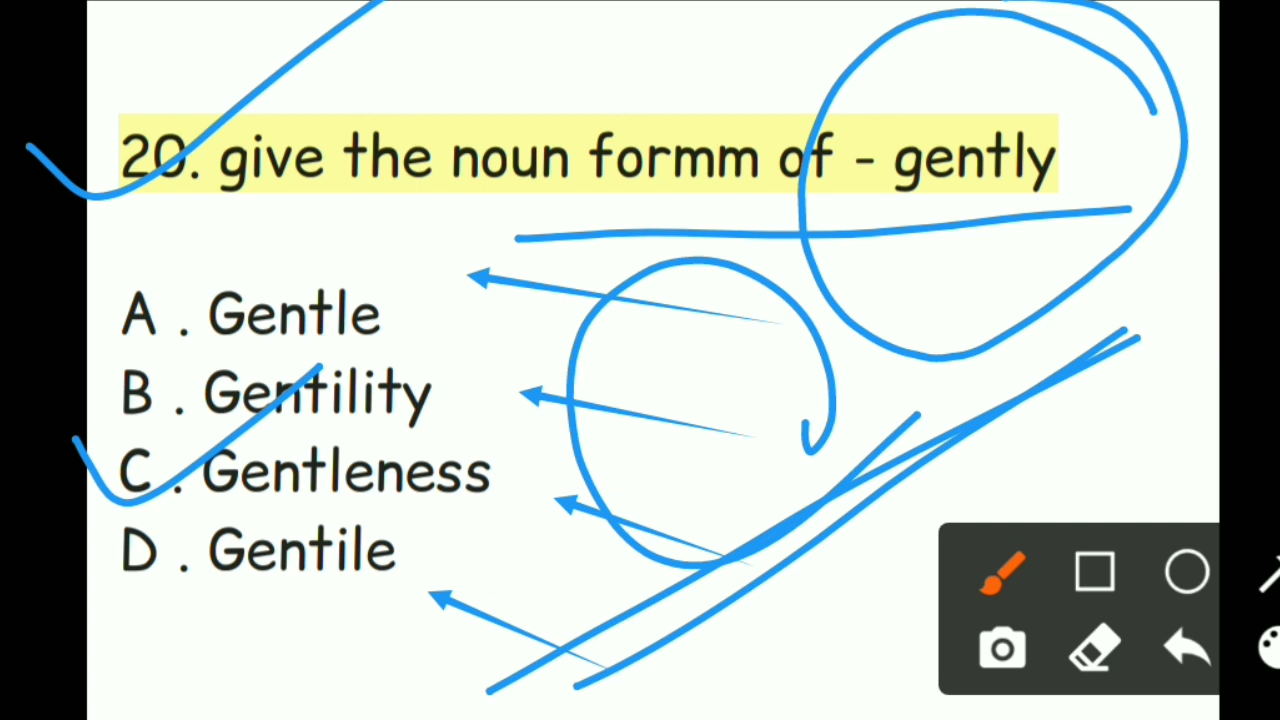 20. give the noun formm of - gently
A . Gentle
B . Gentility
C . Gentleness
D . Gentile